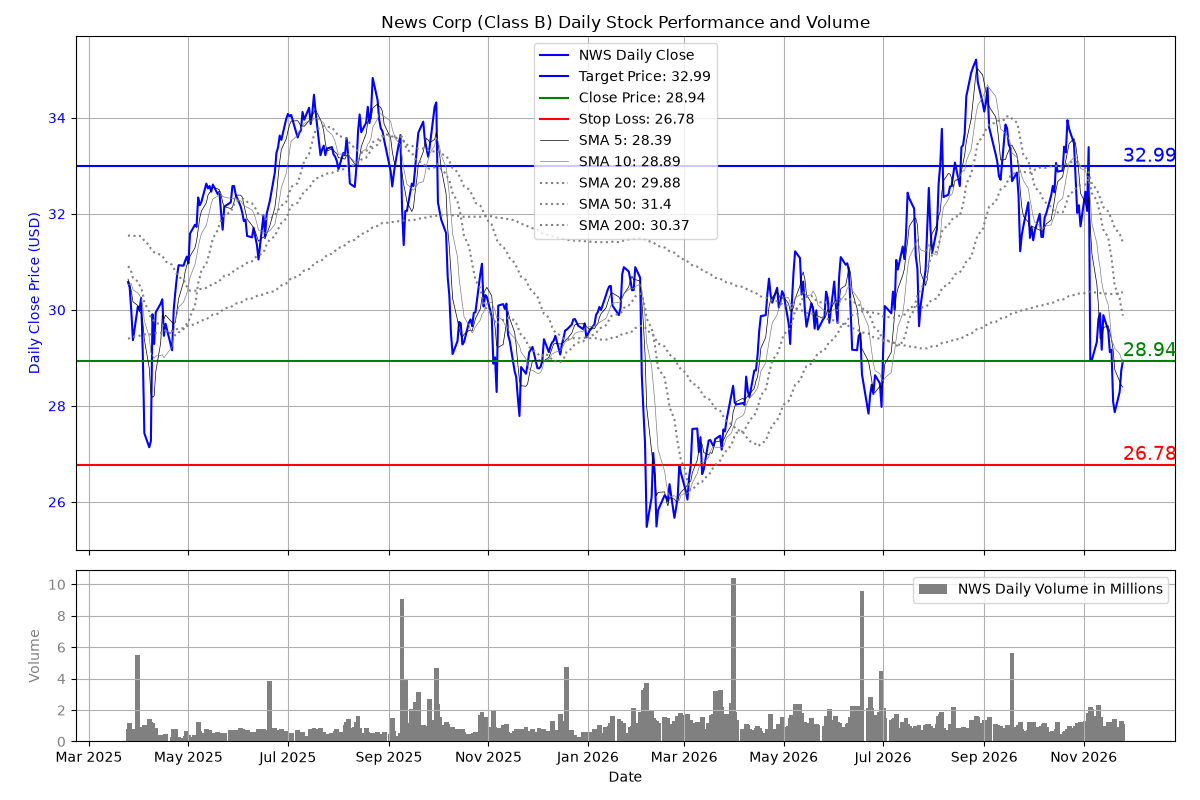 News Corp (Class B) Daily Stock Performance and Volume
NWS Daily Close
Target Price: 32.99
Close Price: 28.94
Stop Loss: 26.78
SMA 5: 28.39
SMA 10: 28.89
SMA 20: 29.88
SMA 50: 31.4
SMA 200: 30.37
Daily Close Price (USD)
34
32
30
28
26
32.99
28.94
26.78
NWS Daily Volume in Millions
Volume
10
8
6
4
2
0
Mar 2025 May 2025 Jul 2025 Sep 2025 Nov 2025 Jan 2026 Mar 2026 May 2026 Jul 2026 Sep 2026 Nov 2026
Date